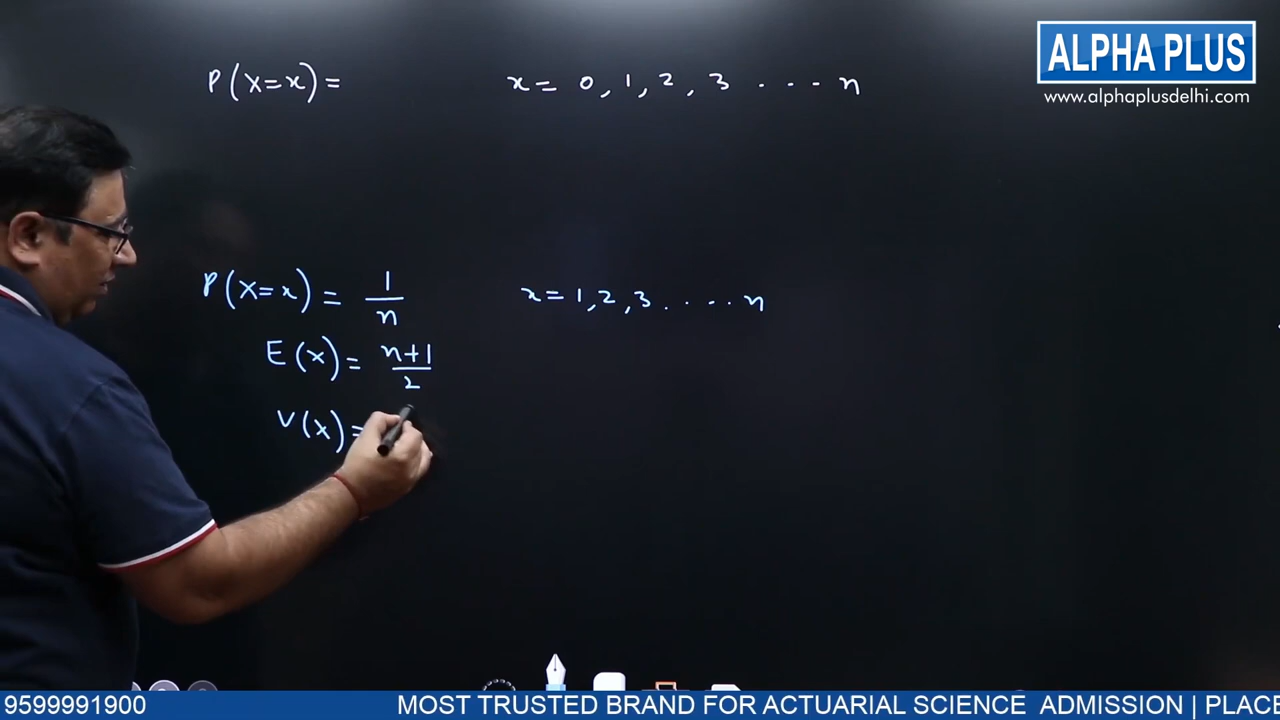 ALPHA PLUS
www.alphaplusdelhi.com
P(X=x)= x= 0, 1, 2, 3 ... n
P(X=x)= 1/n x= 1,2,3.....n
E(x)= n+1/2
V(x)=
9599991900 MOST TRUSTED BRAND FOR ACTUARIAL SCIENCE ADMISSION | PLACE